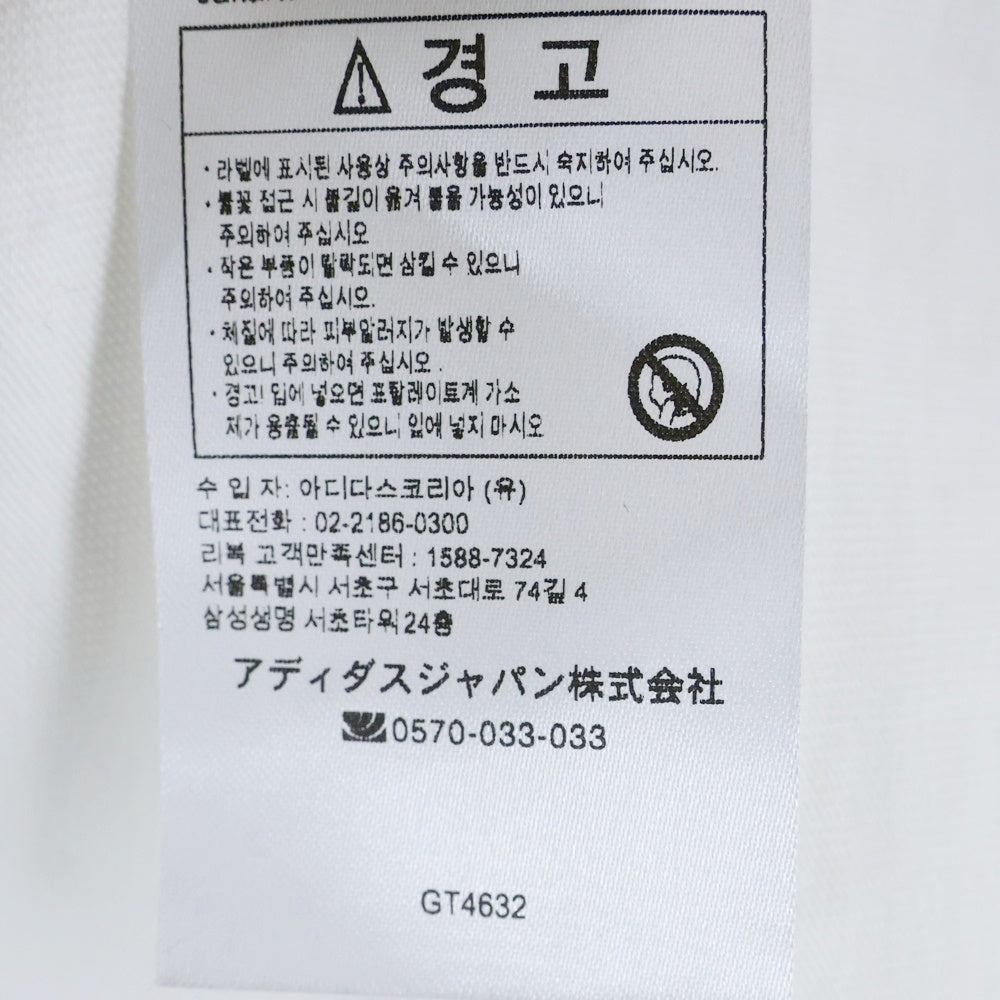 경고
· 라벨에 표시된 사용상 주의사항을 반드시 숙지하여 주십시오.
· 불꽃 접근 시 불길이 옮겨 붙을 가능성이 있으니
주의하여 주십시오
· 작은 부품이 탈락되면 삼킬 수 있으니
주의하여 주십시오.
· 체질에 따라 피부알러지가 발생할 수
있으니 주의하여 주십시오 .
· 경고! 입에 넣으면 프탈레이트계 가소
제가 용출될 수 있으니 입에 넣지 마시오
수 입 자: 아디다스코리아 (유)
대표전화 : 02-2186-0300
리복 고객만족센터 : 1588-7324
서울특별시 서초구 서초대로 74길 4
삼성생명 서초타워 24층
アディダスジャパン株式会社
0570-033-033
GT4632